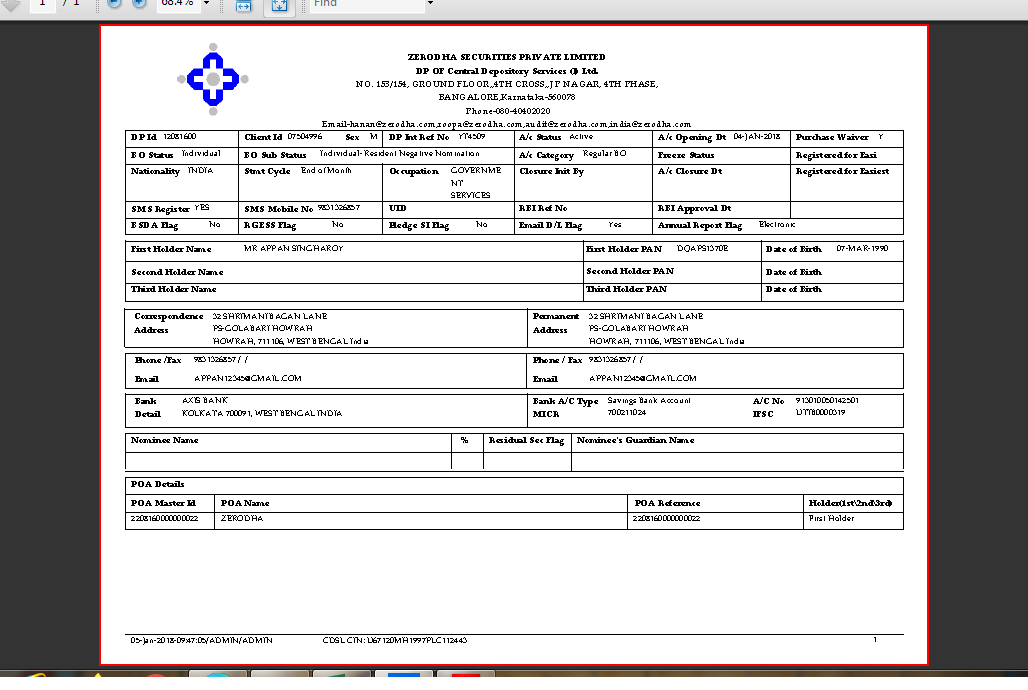 1 / 1 68.4% Find
ZERODHA SECURITIES PRIVATE LIMITED
DP OF Central Depository Services (I) Ltd.
NO. 153/154, GROUND FLOOR,,4TH CROSS,,J P NAGAR, 4TH PHASE,
BANGALORE,Karnataka-560078
Phone-080-40402020
Email-hanan@zerodha.com,roopa@zerodha.com,audit@zerodha.com,india@zerodha.com
DP Id 12081600 Client Id 07504996 Sex M DP Int Ref No YT4509 A/c Status Active A/c Opening Dt 04-JAN-2018 Purchase Waiver Y
BO Status Individual BO Sub Status Individual-Resident Negative Nomination A/c Category Regular BO Freeze Status Registered for Easi
Nationality INDIA Stmt Cycle End of Month Occupation GOVERNME Closure Init By A/c Closure Dt Registered for Easiest
NT
SERVICES
SMS Register YES SMS Mobile No 9831326857 UID RBI Ref No RBI Approval Dt
BSDA Flag No RGESS Flag No Hedge SI Flag No Email D/L Flag Yes Annual Report Flag Electronic
First Holder Name MR APPAN SINGHAROY First Holder PAN Date of Birth 07-MAR-1990
Second Holder Name Second Holder PAN Date of Birth
Third Holder Name Third Holder PAN Date of Birth
Correspondence 32 SHRIMANI BAGAN LANE Permanent 32 SHRIMANI BAGAN LANE
Address PS-GOLABARI HOWRAH Address PS-GOLABARI HOWRAH
HOWRAH, 711106, WEST BENGAL India HOWRAH, 711106, WEST BENGAL India
Phone /Fax 9831326857 / / Phone / Fax 9831326857 / /
Email APPAN12345@GMAIL.COM Email APPAN12345@GMAIL.COM
Bank AXIS BANK Bank A/C Type Savings Bank Account A/C No 913010050142501
Detail KOLKATA 700091, WEST BENGAL INDIA MICR 700211024 IFSC UTIB0000319
Nominee Name % Residual Sec Flag Nominee's Guardian Name
POA Details
POA Master Id POA Name POA Reference Holder(1st\2nd\3rd)
2208160000000022 ZERODHA 2208160000000022 First Holder
05-Jan-2018-09:47:05/ADMIN/ADMIN CDSL CIN: U67120MH1997PLC112443 1